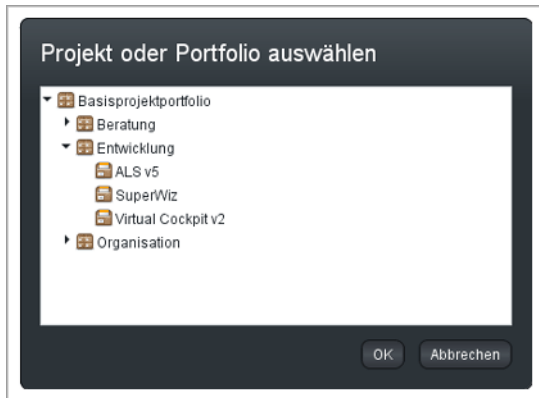 Projekt oder Portfolio auswählen
Basisprojektportfolio
Beratung
Entwicklung
ALS v5
SuperWiz
Virtual Cockpit v2
Organisation
OK Abbrechen